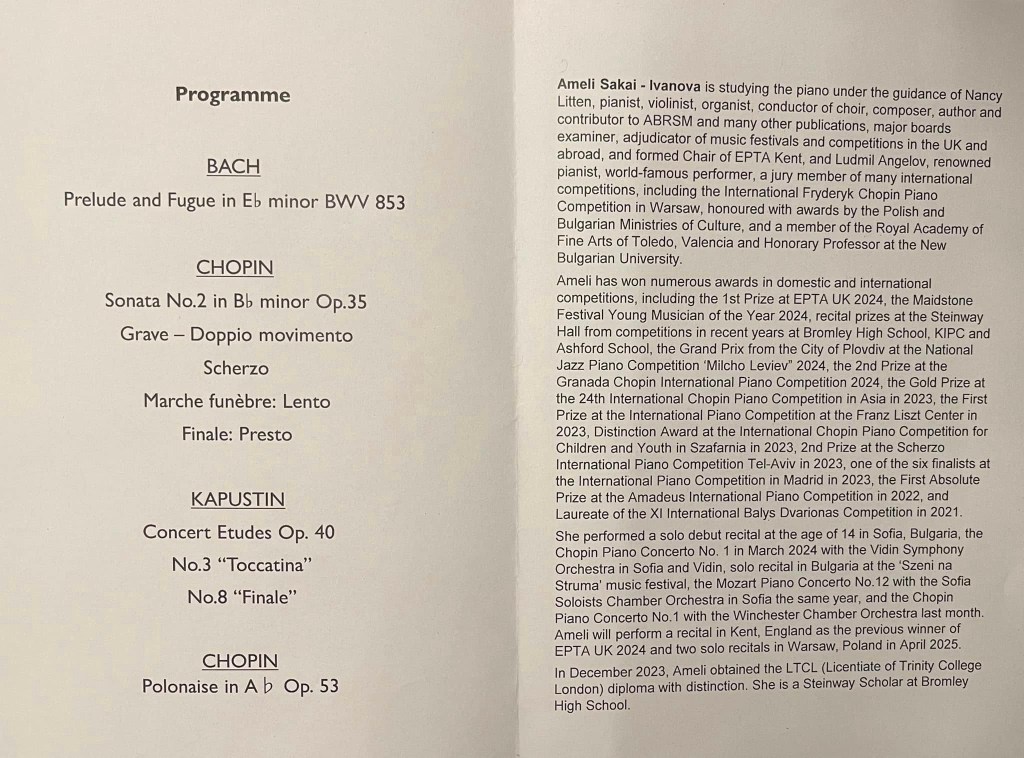 Programme
BACH
Prelude and Fugue in E♭ minor BWV 853
CHOPIN
Sonata No.2 in B♭ minor Op.35
Grave – Doppio movimento
Scherzo
Marche funèbre: Lento
Finale: Presto
KAPUSTIN
Concert Etudes Op. 40
No.3 “Toccatina”
No.8 “Finale”
CHOPIN
Polonaise in A♭ Op. 53
Ameli Sakai - Ivanova is studying the piano under the guidance of Nancy
Litten, pianist, violinist, organist, conductor of choir, composer, author and
contributor to ABRSM and many other publications, major boards
examiner, adjudicator of music festivals and competitions in the UK and
abroad, and formed Chair of EPTA Kent, and Ludmil Angelov, renowned
pianist, world-famous performer, a jury member of many international
competitions, including the International Fryderyk Chopin Piano
Competition in Warsaw, honoured with awards by the Polish and
Bulgarian Ministries of Culture, and a member of the Royal Academy of
Fine Arts of Toledo, Valencia and Honorary Professor at the New
Bulgarian University.
Ameli has won numerous awards in domestic and international
competitions, including the 1st Prize at EPTA UK 2024, the Maidstone
Festival Young Musician of the Year 2024, recital prizes at the Steinway
Hall from competitions in recent years at Bromley High School, KIPC and
Ashford School, the Grand Prix from the City of Plovdiv at the National
Jazz Piano Competition ‘Milcho Leviev” 2024, the 2nd Prize at the
Granada Chopin International Piano Competition 2024, the Gold Prize at
the 24th International Chopin Piano Competition in Asia in 2023, the First
Prize at the International Piano Competition at the Franz Liszt Center in
2023, Distinction Award at the International Chopin Piano Competition for
Children and Youth in Szafarnia in 2023, 2nd Prize at the Scherzo
International Piano Competition Tel-Aviv in 2023, one of the six finalists at
the International Piano Competition in Madrid in 2023, the First Absolute
Prize at the Amadeus International Piano Competition in 2022, and
Laureate of the XI International Balys Dvarionas Competition in 2021.
She performed a solo debut recital at the age of 14 in Sofia, Bulgaria, the
Chopin Piano Concerto No. 1 in March 2024 with the Vidin Symphony
Orchestra in Sofia and Vidin, solo recital in Bulgaria at the ‘Szeni na
Struma’ music festival, the Mozart Piano Concerto No.12 with the Sofia
Soloists Chamber Orchestra in Sofia the same year, and the Chopin
Piano Concerto No.1 with the Winchester Chamber Orchestra last month.
Ameli will perform a recital in Kent, England as the previous winner of
EPTA UK 2024 and two solo recitals in Warsaw, Poland in April 2025.
In December 2023, Ameli obtained the LTCL (Licentiate of Trinity College
London) diploma with distinction. She is a Steinway Scholar at Bromley
High School.